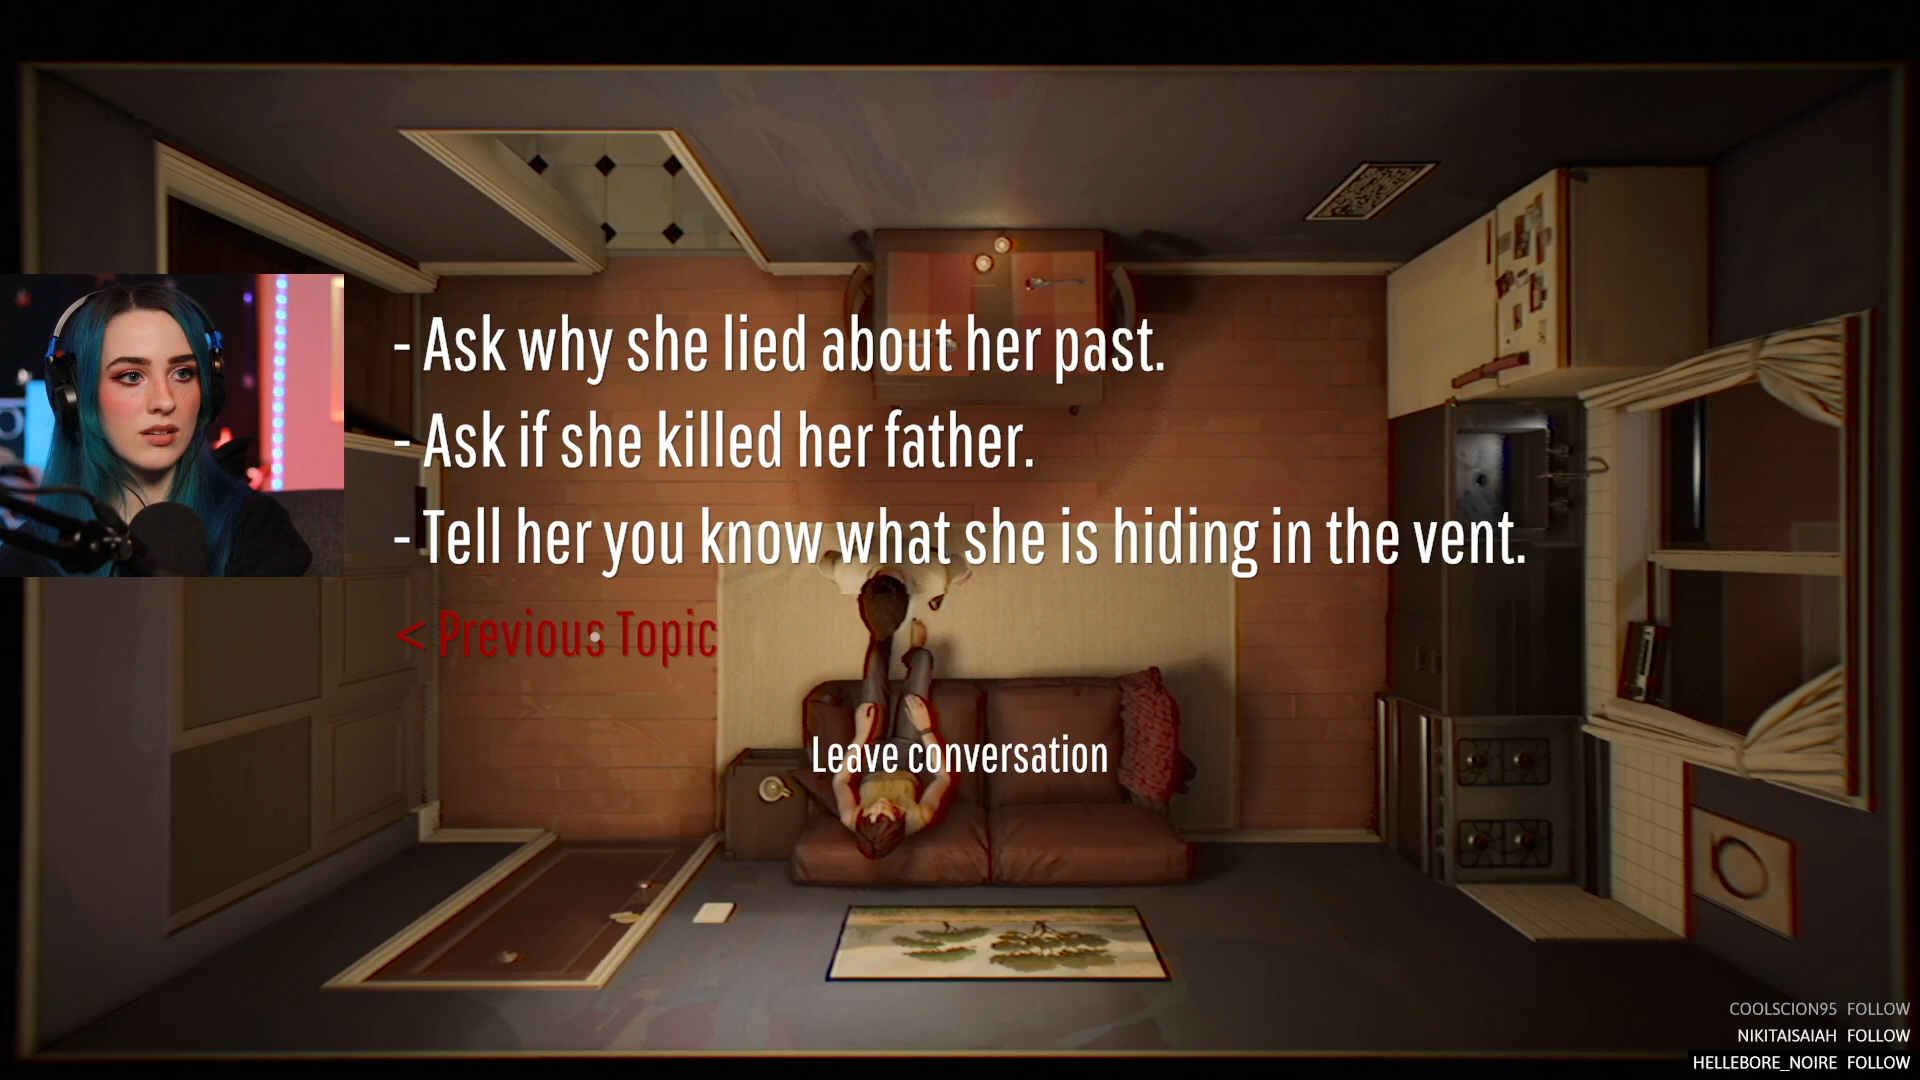 - Ask why she lied about her past.
- Ask if she killed her father.
- Tell her you know what she is hiding in the vent.
< Previous Topic
Leave conversation
COOLSCION95 FOLLOW
NIKITAISAIAH FOLLOW
HELLEBORE_NOIRE FOLLOW